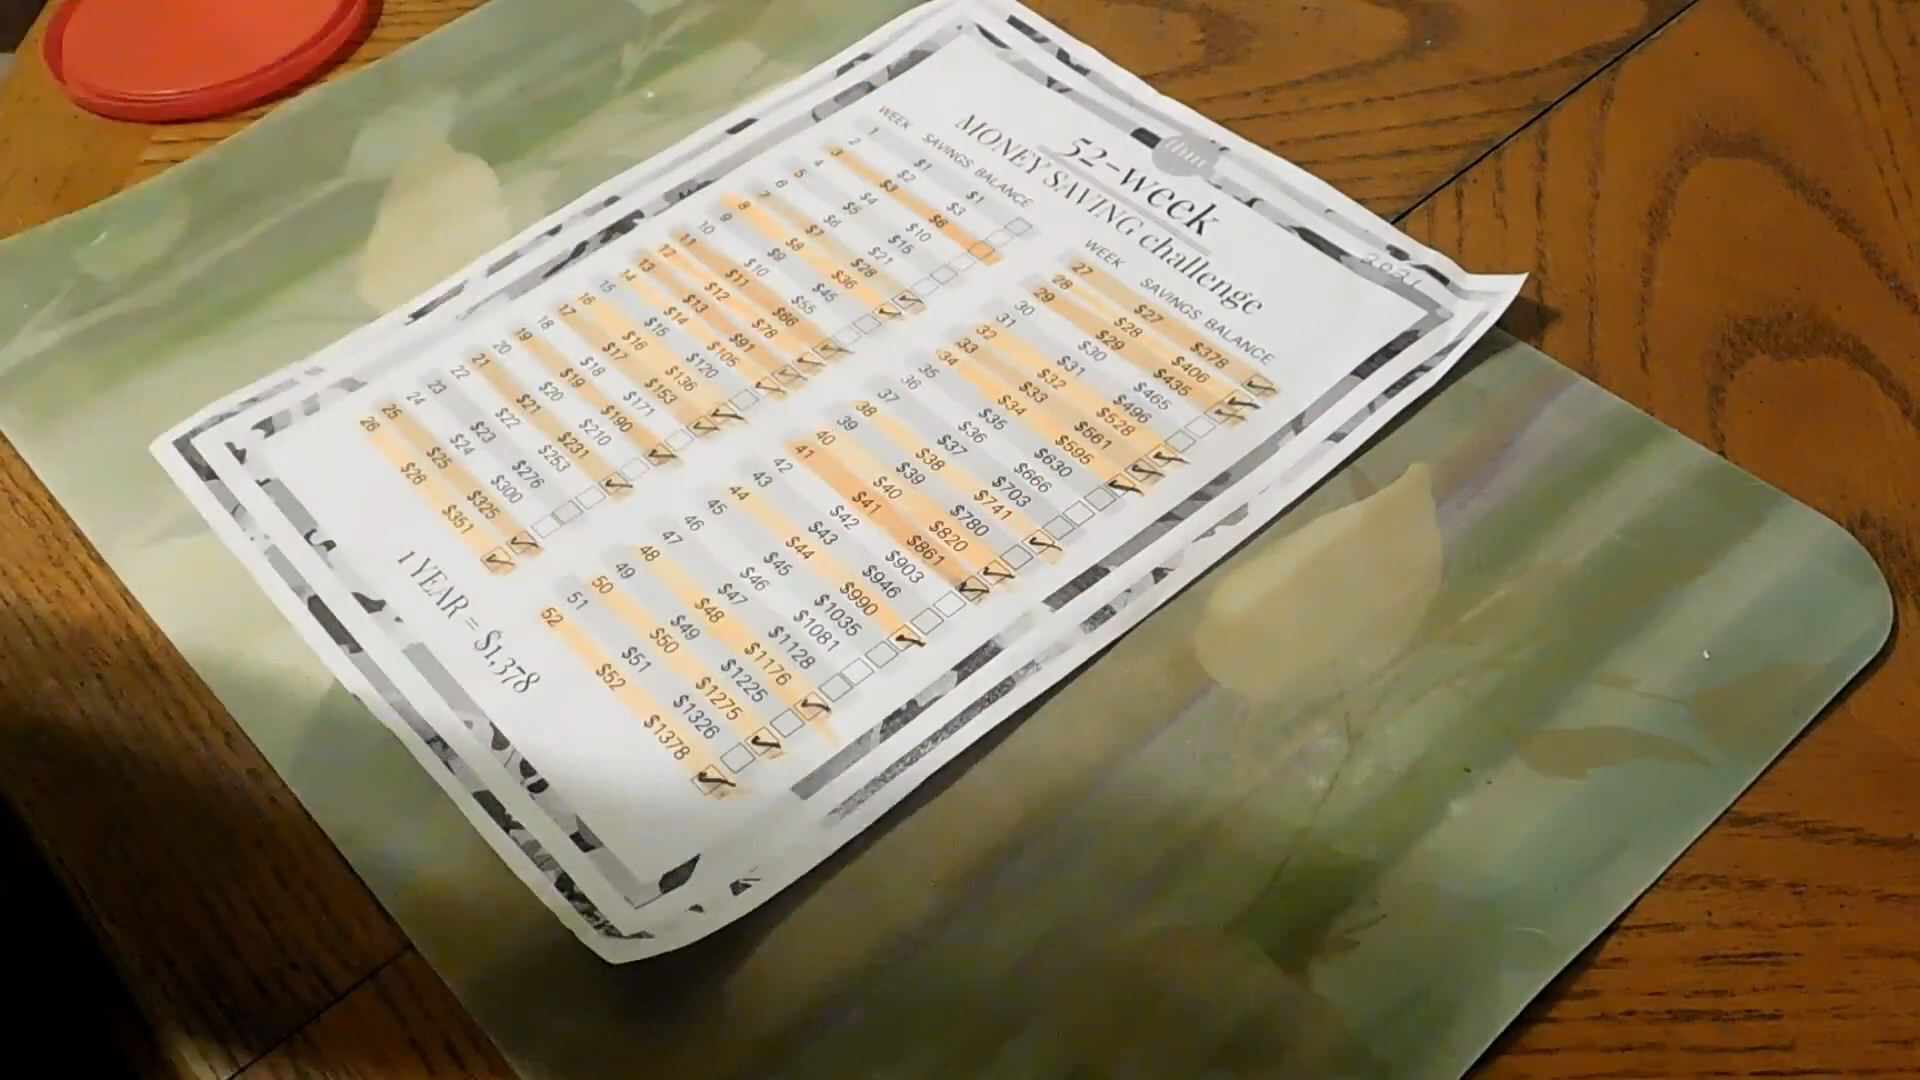 thm
2021
52-week
MONEY SAVING challenge
WEEK SAVINGS BALANCE
1 $1 $1
2 $2 $3
3 $3 $6
4 $4 $10
5 $5 $15
6 $6 $21
7 $7 $28
8 $8 $36
9 $9 $45
10 $10 $55
11 $11 $66
12 $12 $78
13 $13 $91
14 $14 $105
15 $15 $120
16 $16 $136
17 $17 $153
18 $18 $171
19 $19 $190
20 $20 $210
21 $21 $231
22 $22 $253
23 $23 $276
24 $24 $300
25 $25 $325
26 $26 $351
WEEK SAVINGS BALANCE
27 $27 $378
28 $28 $406
29 $29 $435
30 $30 $465
31 $31 $496
32 $32 $528
33 $33 $561
34 $34 $595
35 $35 $630
36 $36 $666
37 $37 $703
38 $38 $741
39 $39 $780
40 $40 $820
41 $41 $861
42 $42 $903
43 $43 $946
44 $44 $990
45 $45 $1035
46 $46 $1081
47 $47 $1128
48 $48 $1176
49 $49 $1225
50 $50 $1275
51 $51 $1326
52 $52 $1378
1 YEAR = $1,378